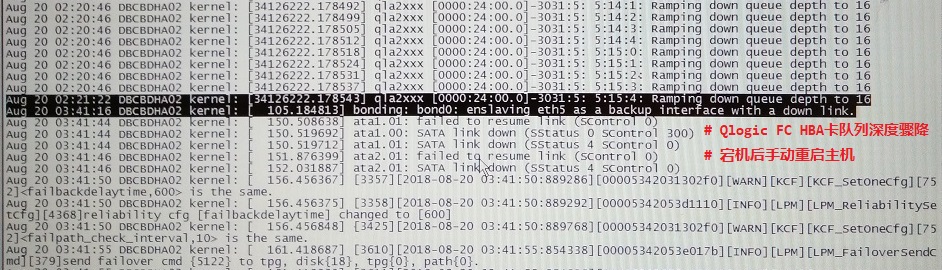 Aug 20 02:20:46 DBCBDHA02 kernel: [34126222.178492] qla2xxx [0000:24:00.0]-3031:5: 5:14:1: Ramping down queue depth to 16
Aug 20 02:20:46 DBCBDHA02 kernel: [34126222.178499] qla2xxx [0000:24:00.0]-3031:5: 5:14:2: Ramping down queue depth to 16
Aug 20 02:20:46 DBCBDHA02 kernel: [34126222.178505] qla2xxx [0000:24:00.0]-3031:5: 5:14:3: Ramping down queue depth to 16
Aug 20 02:20:46 DBCBDHA02 kernel: [34126222.178512] qla2xxx [0000:24:00.0]-3031:5: 5:14:4: Ramping down queue depth to 16
Aug 20 02:20:46 DBCBDHA02 kernel: [34126222.178518] qla2xxx [0000:24:00.0]-3031:5: 5:15:0: Ramping down queue depth to 16
Aug 20 02:20:46 DBCBDHA02 kernel: [34126222.178524] qla2xxx [0000:24:00.0]-3031:5: 5:15:1: Ramping down queue depth to 16
Aug 20 02:20:46 DBCBDHA02 kernel: [34126222.178531] qla2xxx [0000:24:00.0]-3031:5: 5:15:2: Ramping down queue depth to 16
Aug 20 02:20:46 DBCBDHA02 kernel: [34126222.178537] qla2xxx [0000:24:00.0]-3031:5: 5:15:3: Ramping down queue depth to 16
Aug 20 03:21:22 DBCBDHA02 kernel: [34126222.178543] qla2xxx [0000:24:00.0]-3031:5: 5:15:4: Ramping down queue depth to 16
Aug 20 03:41:16 DBCBDHA02 kernel: [ 105.184813] bonding: bond0: enslaving eth5 as a backup interface with a down link.
Aug 20 03:41:44 DBCBDHA02 kernel: [ 150.508638] ata1.01: failed to resume link (SControl 0)
Aug 20 03:41:44 DBCBDHA02 kernel: [ 150.519692] ata1.00: SATA link down (SStatus 0 SControl 300) # Qlogic FC HBA卡队列深度骤降
Aug 20 03:41:44 DBCBDHA02 kernel: [ 150.519712] ata1.01: SATA link down (SStatus 4 SControl 0)
Aug 20 03:41:46 DBCBDHA02 kernel: [ 151.876399] ata2.01: failed to resume link (SControl 0) # 宕机后手动重启主机
Aug 20 03:41:46 DBCBDHA02 kernel: [ 152.031887] ata2.01: SATA link down (SStatus 4 SControl 0)
Aug 20 03:41:50 DBCBDHA02 kernel: [ 156.456367] [3357][2018-08-20 03:41:50:889286][00005342031302f0][WARN][KCF][KCF_SetOneCfg][75
2]<failbackdelaytime,600> is the same.
Aug 20 03:41:50 DBCBDHA02 kernel: [ 156.456375] [3358][2018-08-20 03:41:50:889292][00005342053d1110][INFO][LPM][LPM_ReliabilitySe
tCfg][4368]reliability cfg [failbackdelaytime] changed to [600]
Aug 20 03:41:50 DBCBDHA02 kernel: [ 156.456848] [3425][2018-08-20 03:41:50:889768][00005342031302f0][WARN][KCF][KCF_SetOneCfg][75
2]<failpath_check_interval,10> is the same.
Aug 20 03:41:55 DBCBDHA02 kernel: [ 161.418687] [3610][2018-08-20 03:41:55:854338][00005342053e017b][INFO][LPM][LPM_FailoverSendC
md][379]send failover cmd {5122} to tpg, disk{18}, tpg{0}, path{0}.